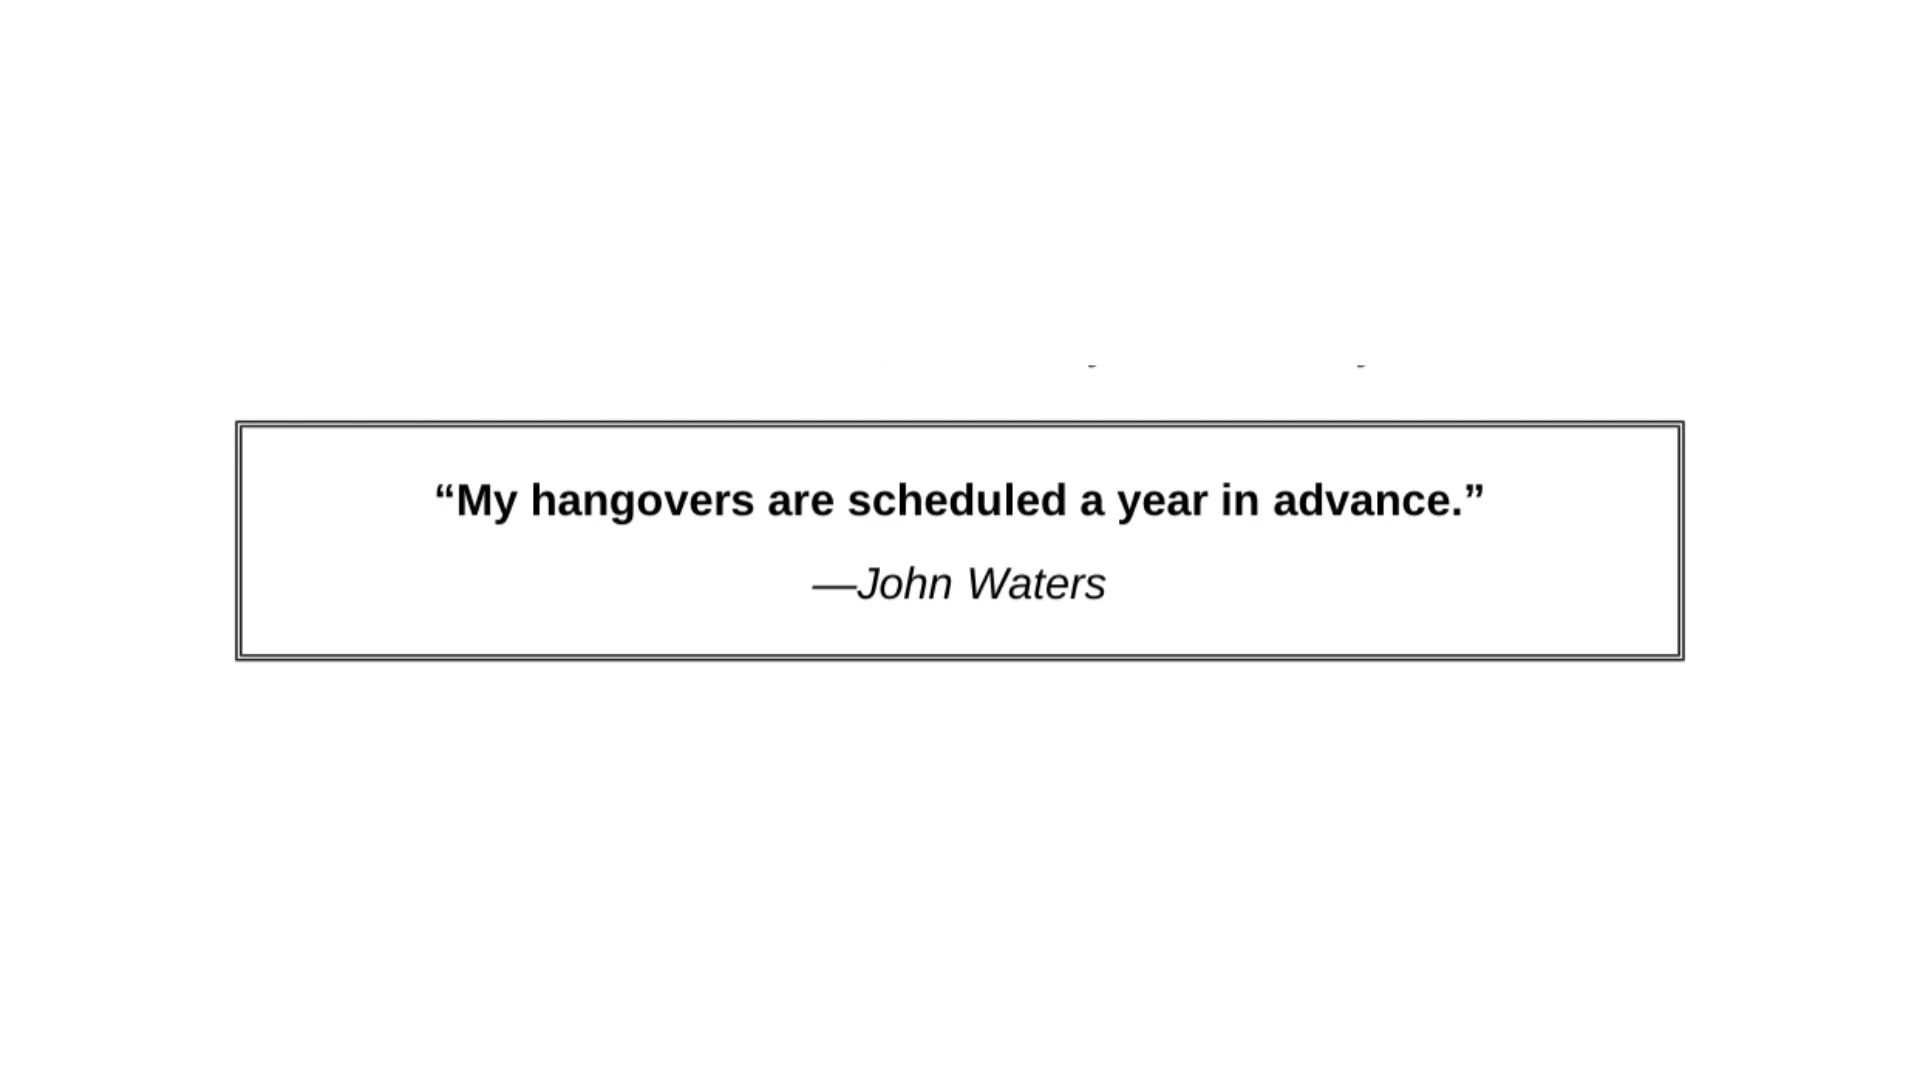 “My hangovers are scheduled a year in advance.”
—John Waters